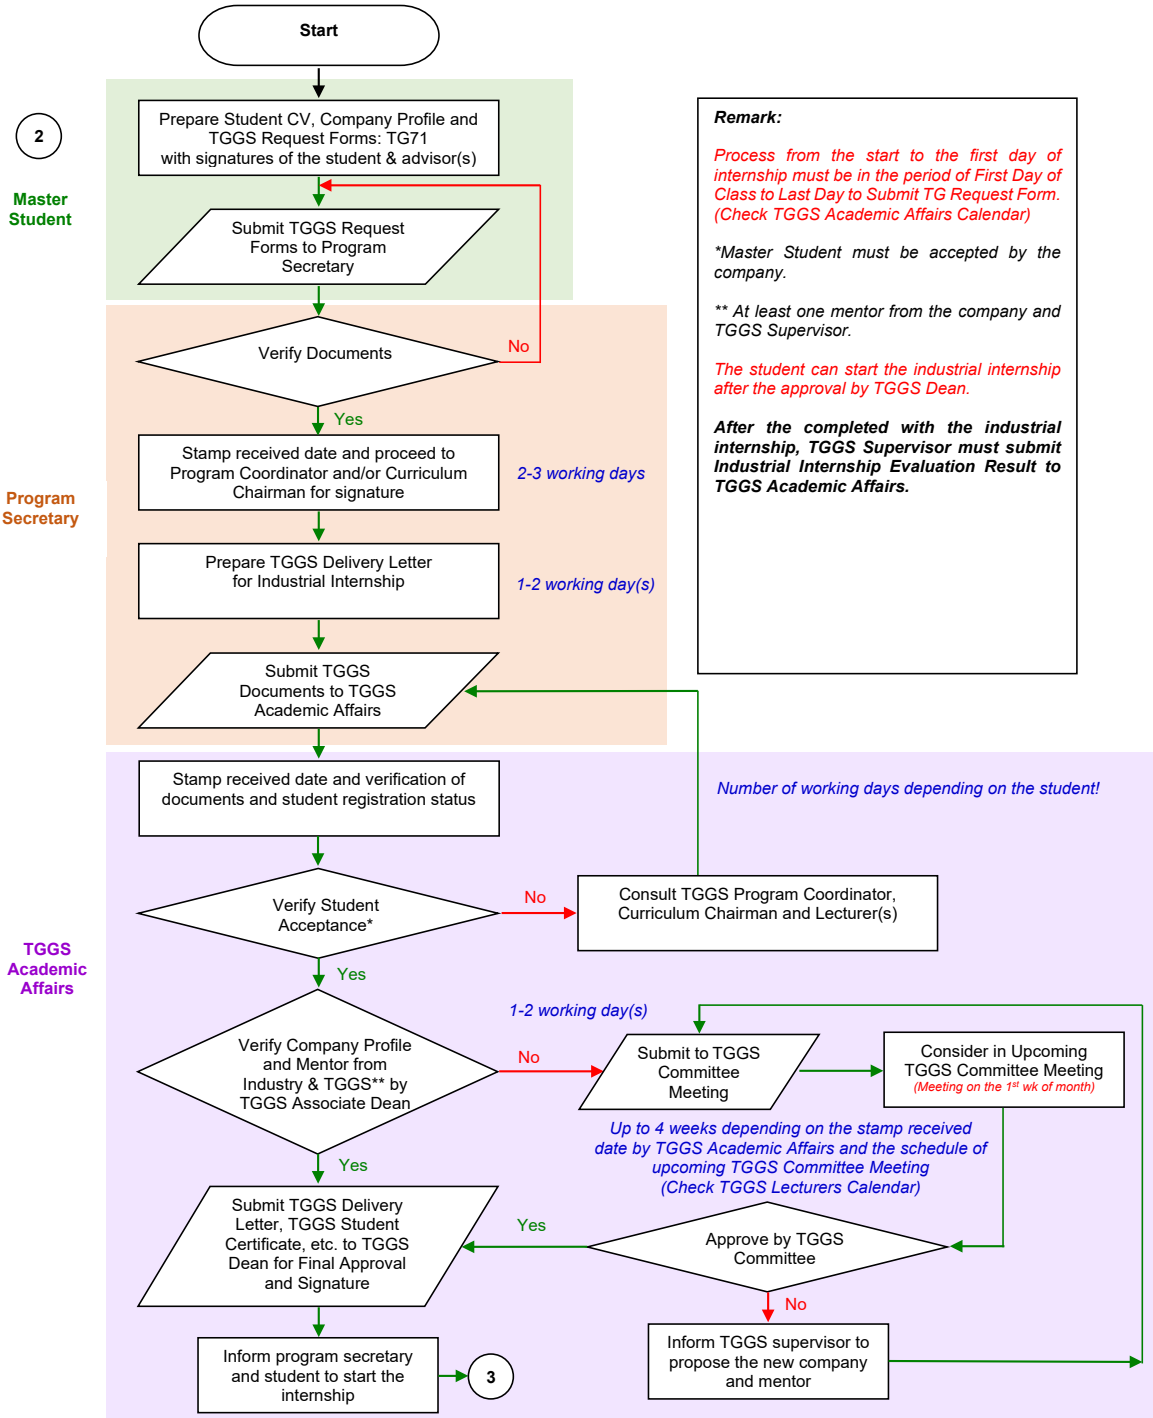 Start
2
Master
Student
Prepare Student CV, Company Profile and
TGGS Request Forms: TG71
with signatures of the student & advisor(s)
Submit TGGS Request
Forms to Program
Secretary
Remark:
Process from the start to the first day of
internship must be in the period of First Day of
Class to Last Day to Submit TG Request Form.
(Check TGGS Academic Affairs Calendar)
*Master Student must be accepted by the
company.
** At least one mentor from the company and
TGGS Supervisor.
The student can start the industrial internship
after the approval by TGGS Dean.
After the completed with the industrial
internship, TGGS Supervisor must submit
Industrial Internship Evaluation Result to
TGGS Academic Affairs.
Program
Secretary
Verify Documents
No
Yes
Stamp received date and proceed to
Program Coordinator and/or Curriculum
Chairman for signature
2-3 working days
Prepare TGGS Delivery Letter
for Industrial Internship
1-2 working day(s)
Submit TGGS
Documents to TGGS
Academic Affairs
TGGS
Academic
Affairs
Stamp received date and verification of
documents and student registration status
Number of working days depending on the student!
Verify Student
Acceptance*
No
Consult TGGS Program Coordinator,
Curriculum Chairman and Lecturer(s)
Yes
1-2 working day(s)
Verify Company Profile
and Mentor from
Industry & TGGS** by
TGGS Associate Dean
No
Submit to TGGS
Committee
Meeting
Consider in Upcoming
TGGS Committee Meeting
(Meeting on the 1st wk of month)
Up to 4 weeks depending on the stamp received
date by TGGS Academic Affairs and the schedule of
upcoming TGGS Committee Meeting
(Check TGGS Lecturers Calendar)
Yes
Submit TGGS Delivery
Letter, TGGS Student
Certificate, etc. to TGGS
Dean for Final Approval
and Signature
Yes
Approve by TGGS
Committee
No
Inform TGGS supervisor to
propose the new company
and mentor
Inform program secretary
and student to start the
internship
3